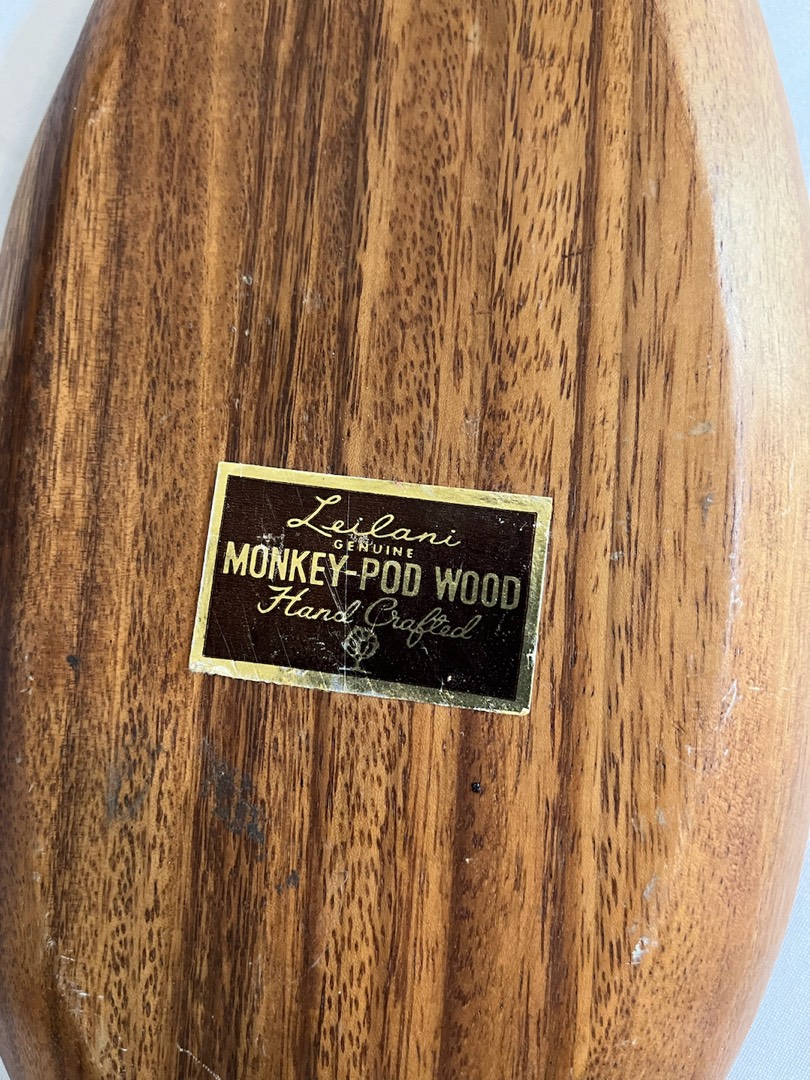 Leilani
GENUINE
MONKEY-POD WOOD
Hand Crafted